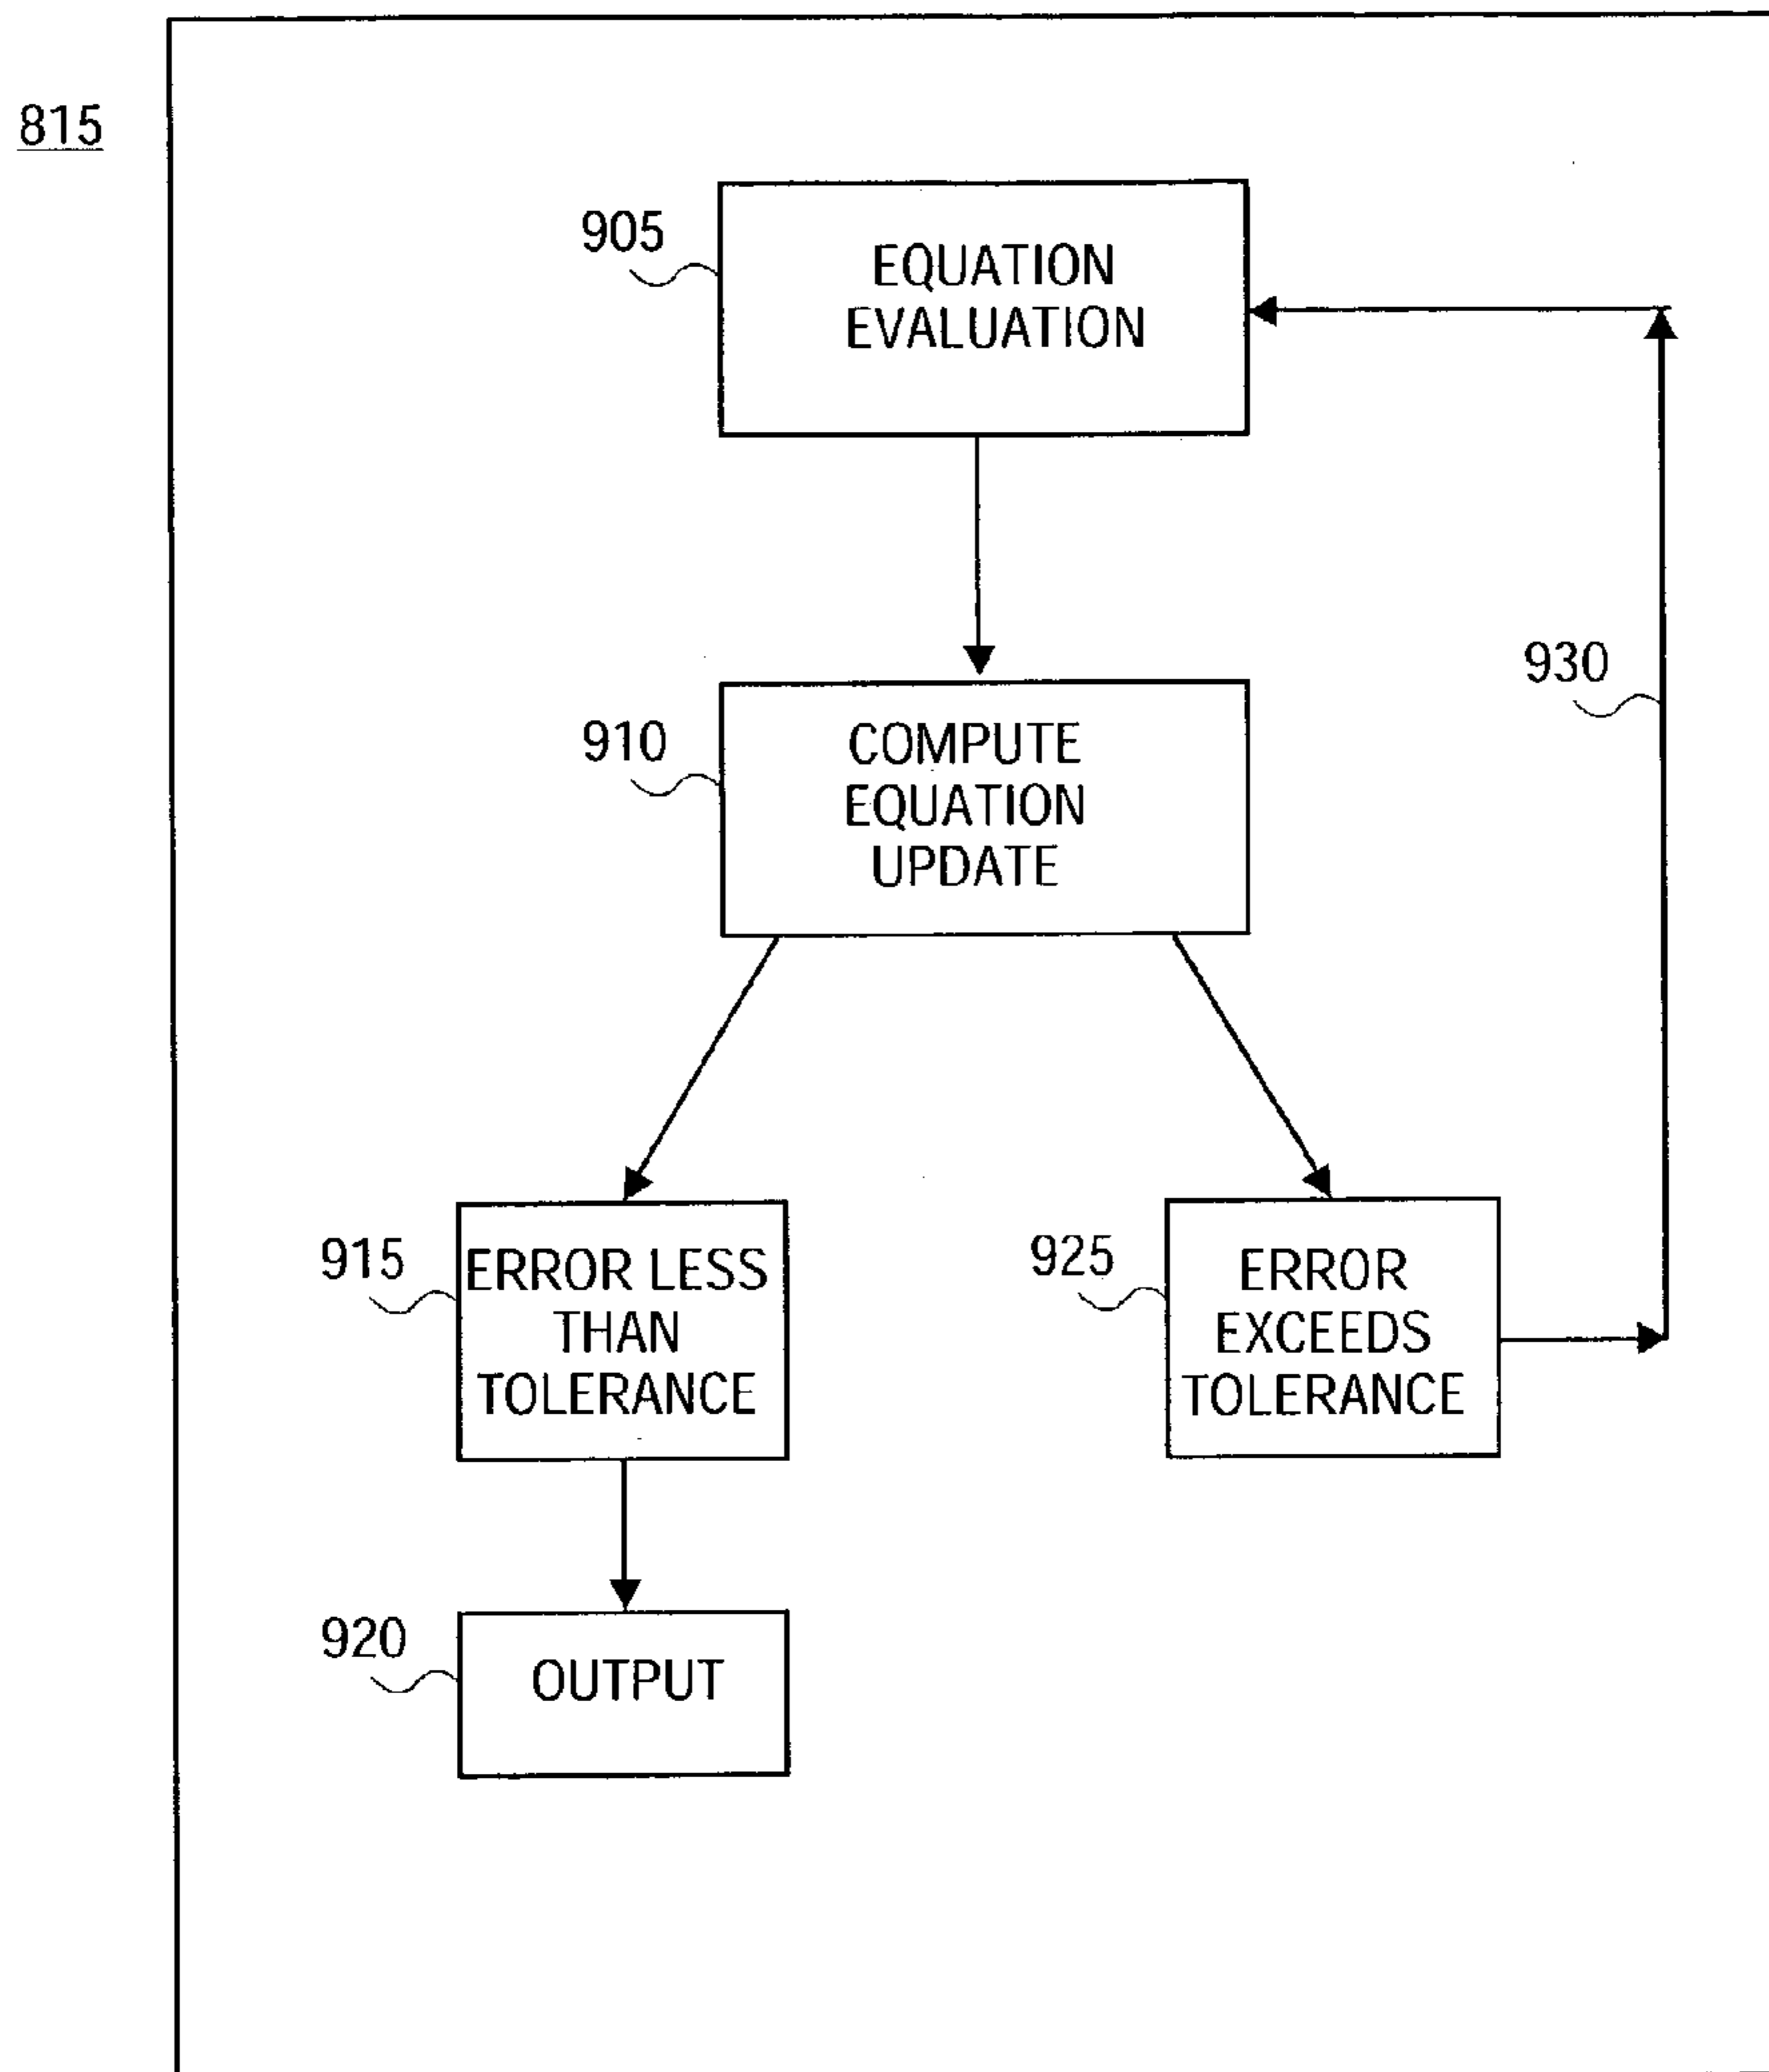 815
905
EQUATION
EVALUATION
930
910
COMPUTE
EQUATION
UPDATE
915
ERROR LESS
THAN
TOLERANCE
925
ERROR
EXCEEDS
TOLERANCE
920
OUTPUT